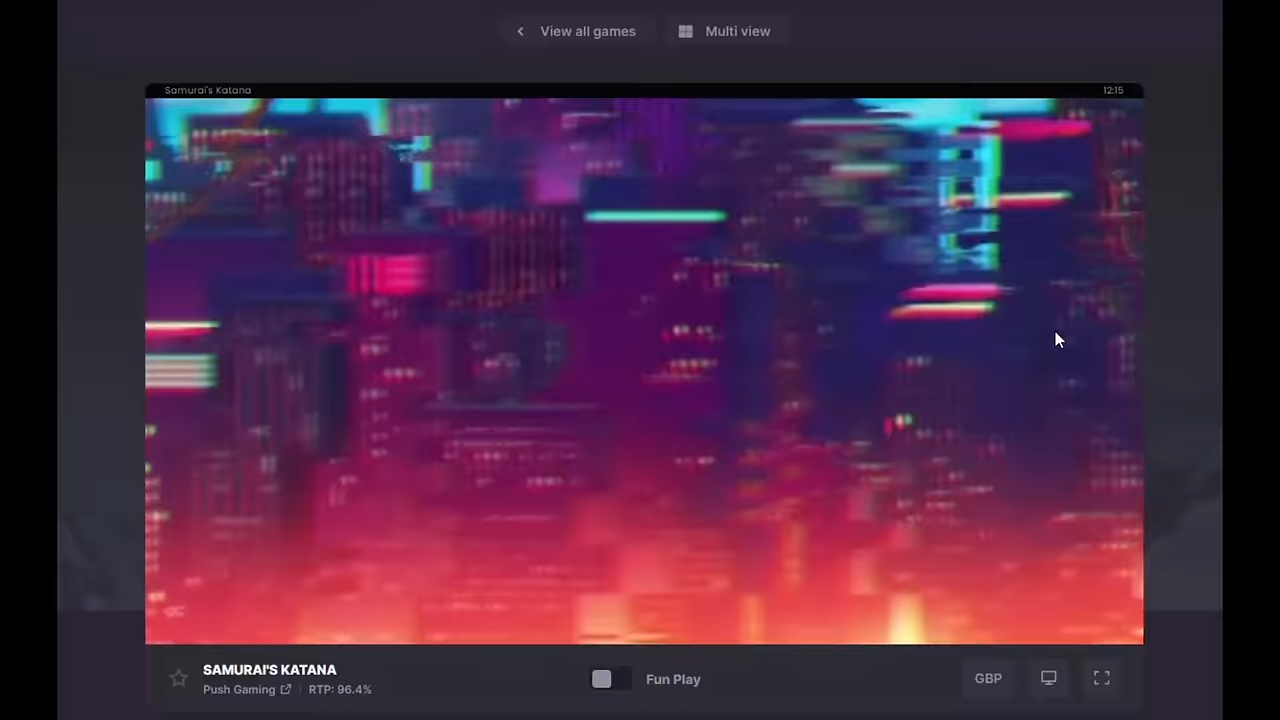 View all games
Multi view
Samurai's Katana
12:15
SAMURAI'S KATANA
Push Gaming
RTP: 96.4%
Fun Play
GBP